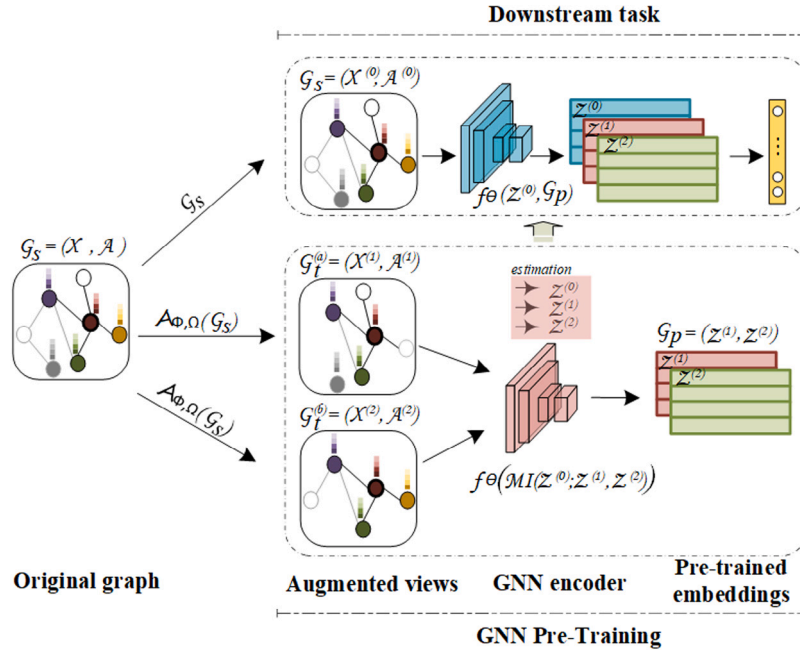 Downstream task
𝒢s = (X⁽⁰⁾, A⁽⁰⁾)
Z⁽⁰⁾
Z⁽¹⁾
Z⁽²⁾
⋮
fθ(Z⁽⁰⁾, 𝒢p)
𝒢s
𝒢s = (X, A)
𝒢t⁽ᵃ⁾ = (X⁽¹⁾, A⁽¹⁾)
estimation
Z⁽⁰⁾
Z⁽¹⁾
Z⁽²⁾
AΦ,Ω(𝒢s)
𝒢p = (Z⁽¹⁾, Z⁽²⁾)
Z⁽¹⁾
Z⁽²⁾
AΦ,Ω(𝒢s)
𝒢t⁽ᵇ⁾ = (X⁽²⁾, A⁽²⁾)
fθ(MI(Z⁽⁰⁾; Z⁽¹⁾, Z⁽²⁾))
Original graph
Augmented views
GNN encoder
Pre-trained
embeddings
GNN Pre-Training